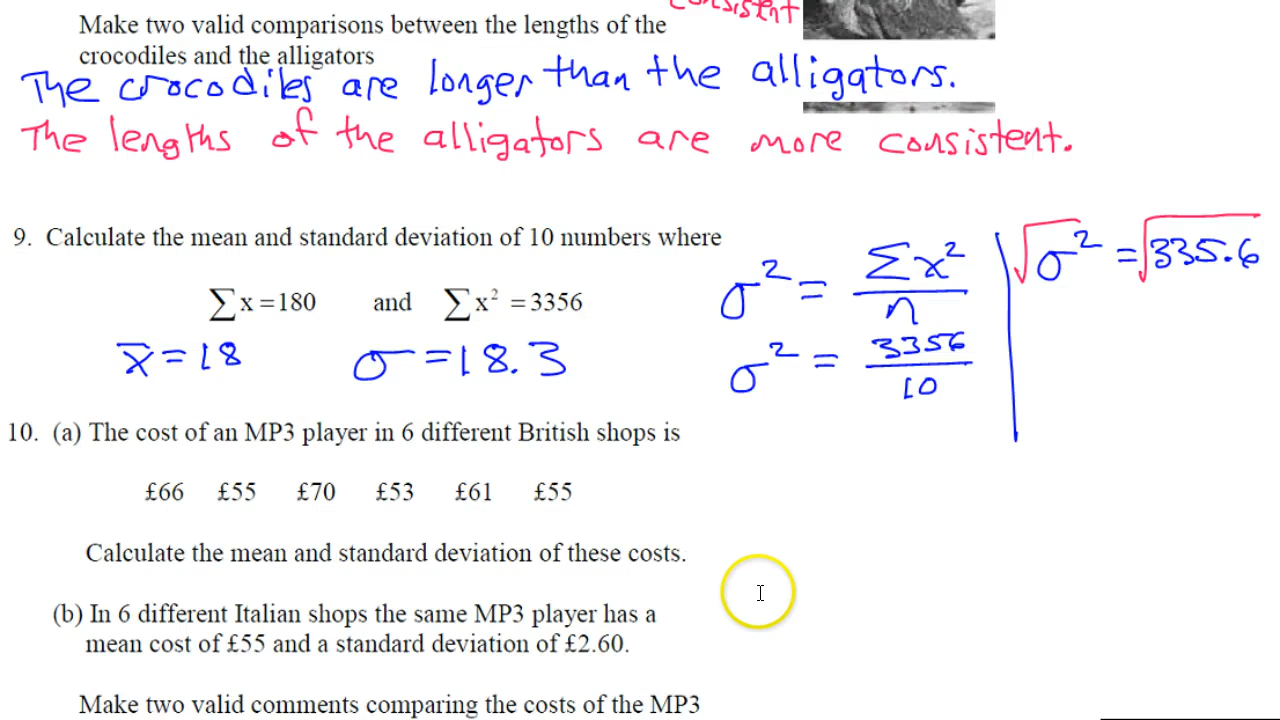 consistent
Make two valid comparisons between the lengths of the
crocodiles and the alligators
The crocodiles are longer than the alligators.
The lengths of the alligators are more consistent.
9. Calculate the mean and standard deviation of 10 numbers where
∑x = 180 and ∑x² = 3356
x̄ = 18 σ = 18.3
σ² = ∑x²/n
σ² = 3356/10
√σ² = √335.6
10. (a) The cost of an MP3 player in 6 different British shops is
£66 £55 £70 £53 £61 £55
Calculate the mean and standard deviation of these costs.
(b) In 6 different Italian shops the same MP3 player has a
mean cost of £55 and a standard deviation of £2.60.
Make two valid comments comparing the costs of the MP3